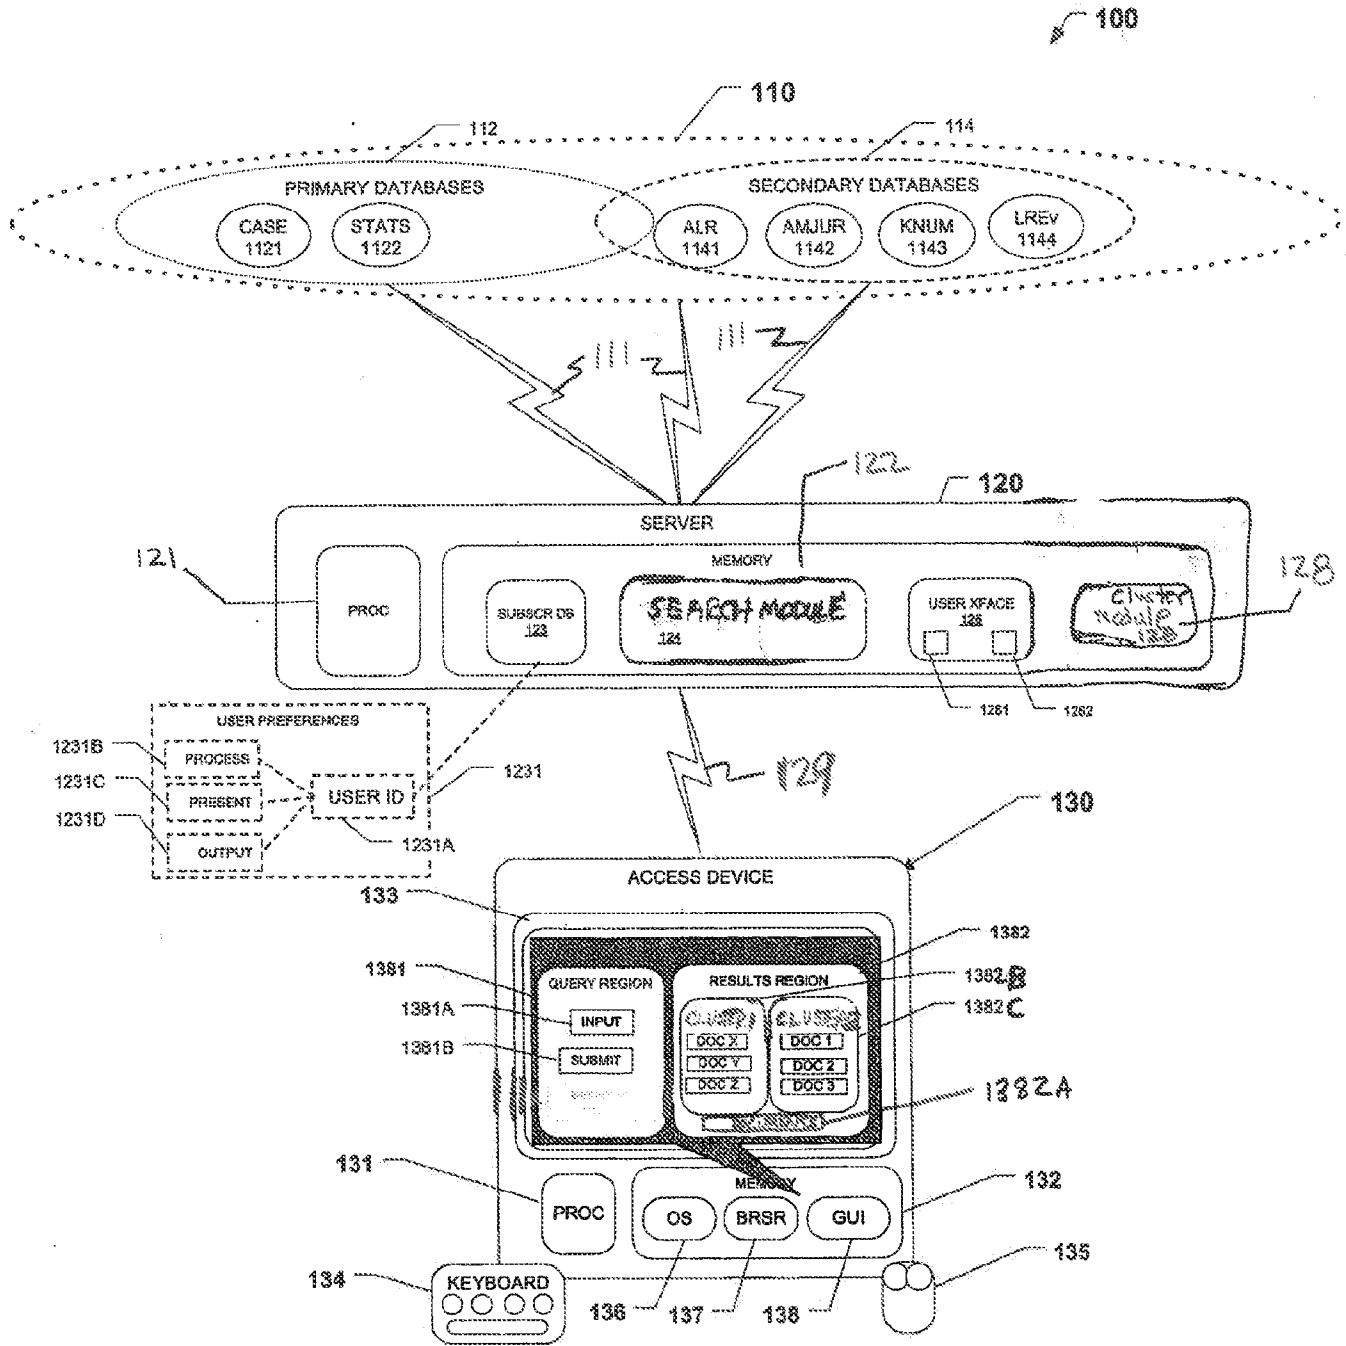 100
110
112
114
PRIMARY DATABASES
SECONDARY DATABASES
CASE
1121
STATS
1122
ALR
1141
AMJUR
1142
KNUM
1143
LREv
1144
111
111
122
120
SERVER
121
MEMORY
128
PROC
SUBSCR DB
123
SEARCH MODULE
124
USER XFACE
126
Cluster
module
128
1261
1262
USER PREFERENCES
1231B
PROCESS
1231C
PRESENT
1231D
OUTPUT
USER ID
1231
1231A
129
130
ACCESS DEVICE
133
1382
1381
QUERY REGION
RESULTS REGION
1382B
1381A
INPUT
1382C
1381B
SUBMIT
DOC X
DOC Y
DOC Z
DOC 1
DOC 2
DOC 3
1382A
131
PROC
MEMORY
132
OS
BRSR
GUI
134
KEYBOARD
136
137
138
135